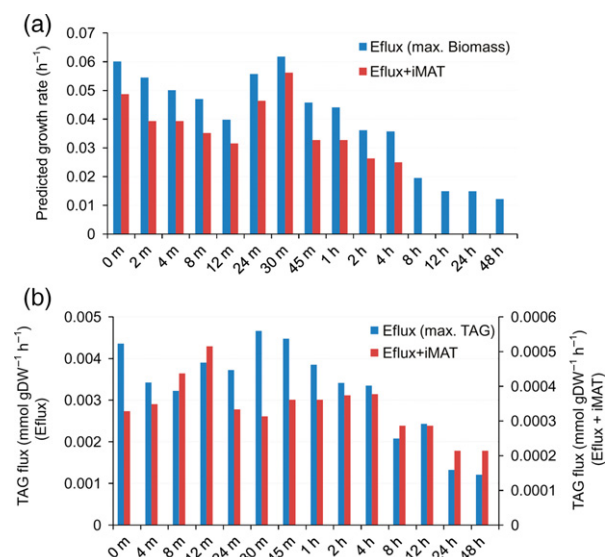 (a)
0.07
0.06
0.05
0.04
0.03
0.02
0.01
0
Predicted growth rate (h⁻¹)
Eflux (max. Biomass)
Eflux+iMAT
0 m
2 m
4 m
8 m
12 m
24 m
30 m
45 m
1 h
2 h
4 h
8 h
12 h
24 h
48 h
(b)
0.005
0.004
0.003
0.002
0.001
0
TAG flux (mmol gDW⁻¹ h⁻¹)
(Eflux)
Eflux (max. TAG)
Eflux+iMAT
0.0006
0.0005
0.0004
0.0003
0.0002
0.0001
0
TAG flux (mmol gDW⁻¹ h⁻¹)
(Eflux + iMAT)
0 m
4 m
8 m
12 m
24 m
30 m
45 m
1 h
2 h
4 h
8 h
12 h
24 h
48 h